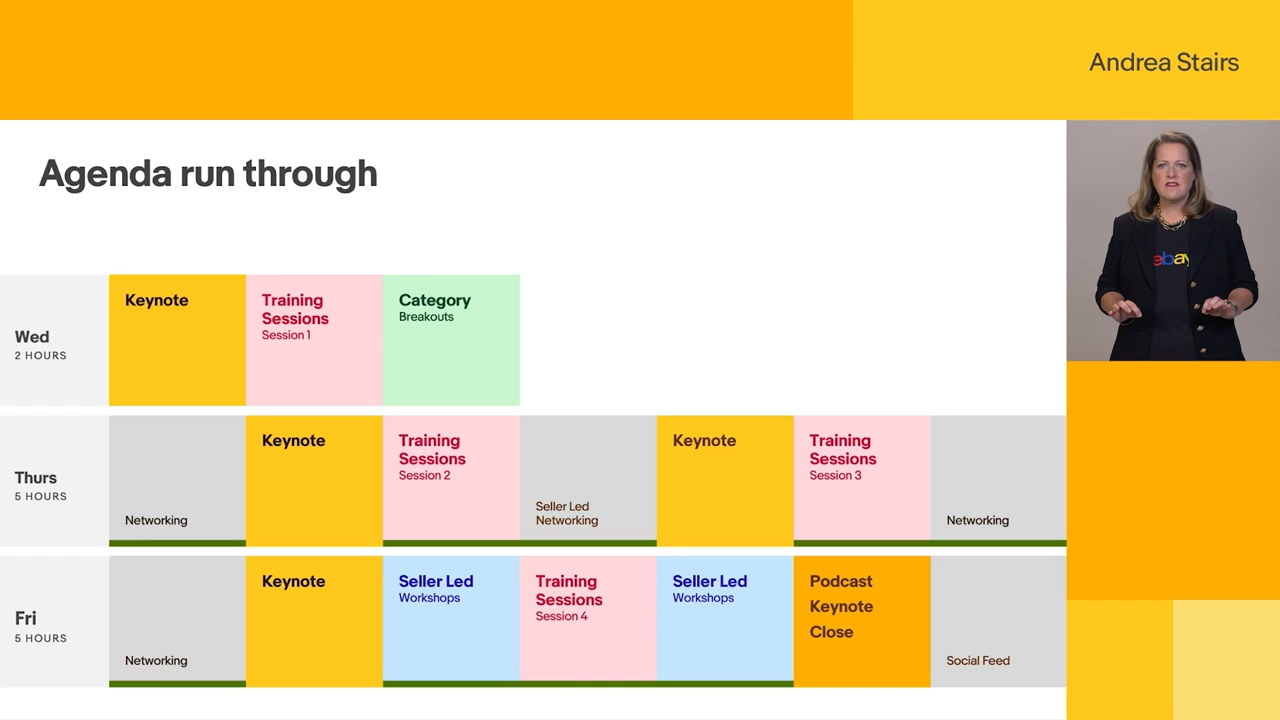 Andrea Stairs
Agenda run through
ebay
Wed
2 HOURS
Keynote
Training
Sessions
Session 1
Category
Breakouts
Thurs
5 HOURS
Networking
Keynote
Training
Sessions
Session 2
Seller Led
Networking
Keynote
Training
Sessions
Session 3
Networking
Fri
5 HOURS
Networking
Keynote
Seller Led
Workshops
Training
Sessions
Session 4
Seller Led
Workshops
Podcast
Keynote
Close
Social Feed